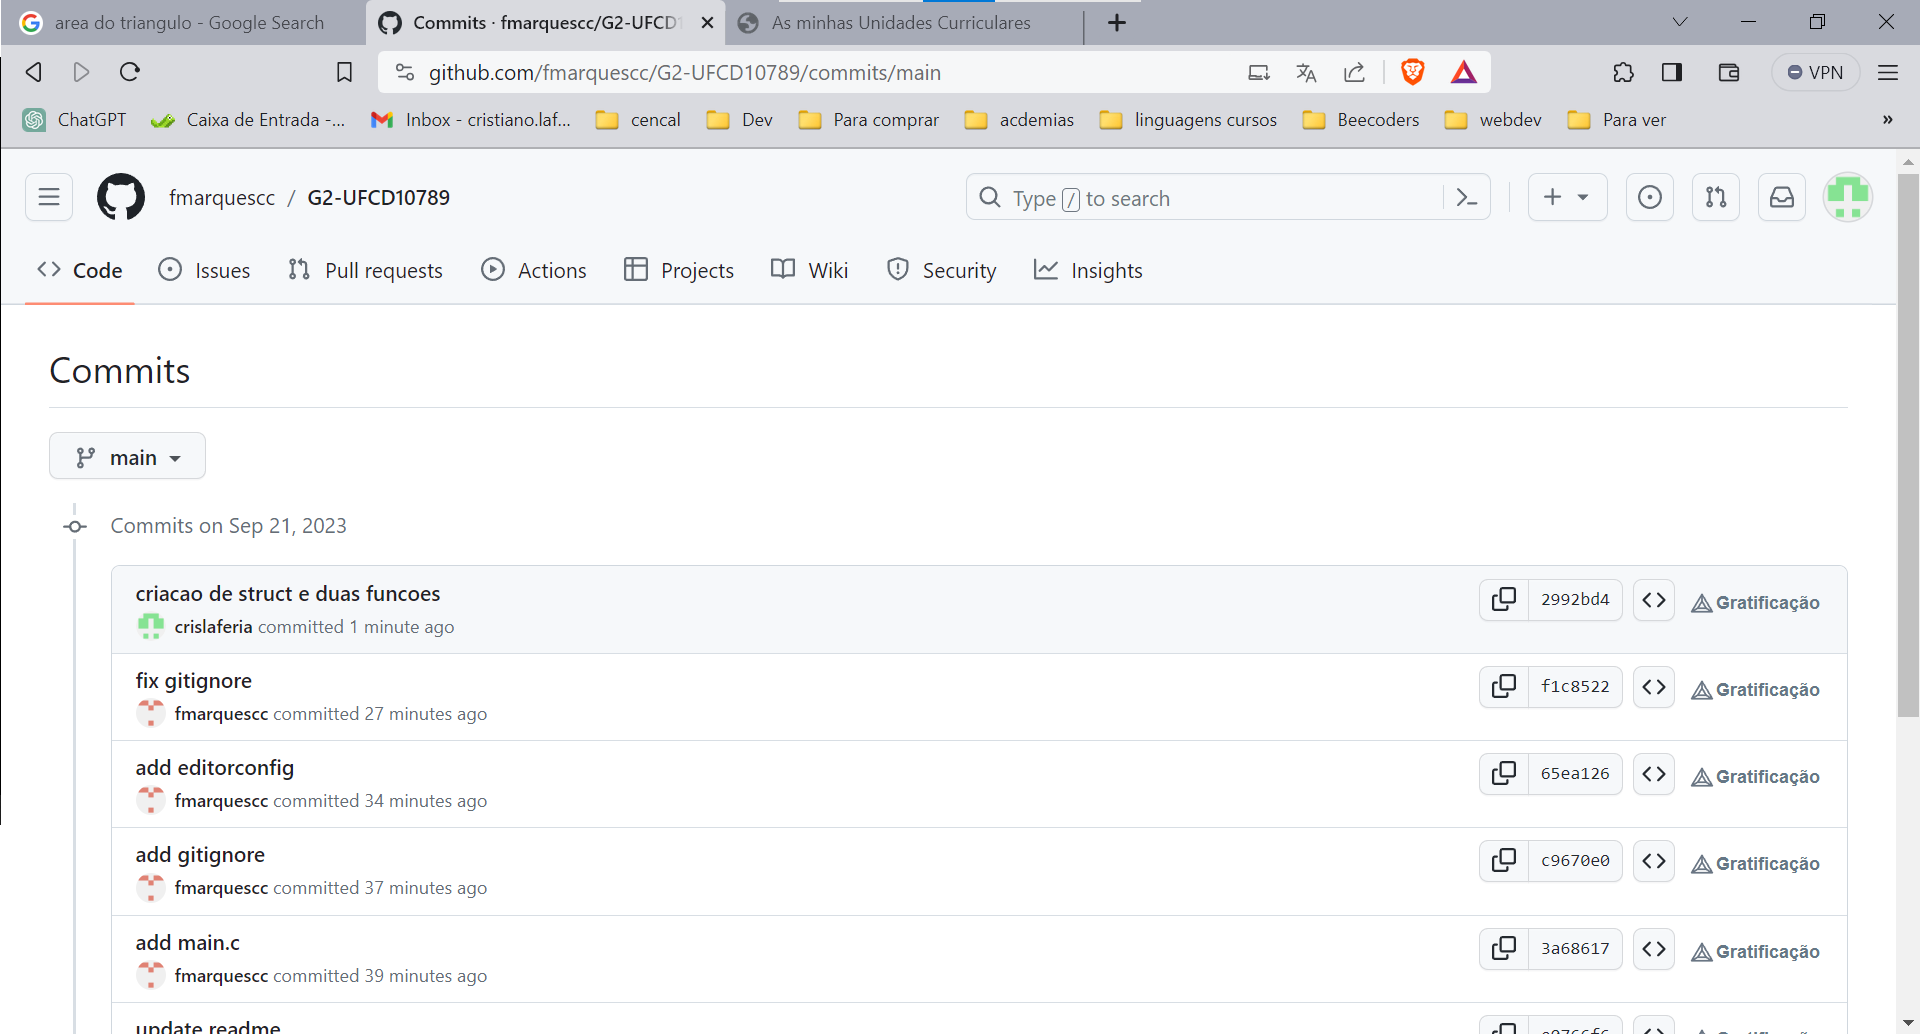 area do triangulo - Google Search
Commits · fmarquescc/G2-UFCD1
As minhas Unidades Curriculares
github.com/fmarquescc/G2-UFCD10789/commits/main
VPN
ChatGPT
Caixa de Entrada -...
Inbox - cristiano.laf...
cencal
Dev
Para comprar
acdemias
linguagens cursos
Beecoders
webdev
Para ver
»
fmarquescc / G2-UFCD10789
Type / to search
Code
Issues
Pull requests
Actions
Projects
Wiki
Security
Insights
Commits
main
Commits on Sep 21, 2023
criacao de struct e duas funcoes
crislaferia committed 1 minute ago
2992bd4
Gratificação
fix gitignore
fmarquescc committed 27 minutes ago
f1c8522
Gratificação
add editorconfig
fmarquescc committed 34 minutes ago
65ea126
Gratificação
add gitignore
fmarquescc committed 37 minutes ago
c9670e0
Gratificação
add main.c
fmarquescc committed 39 minutes ago
3a68617
Gratificação
update readme